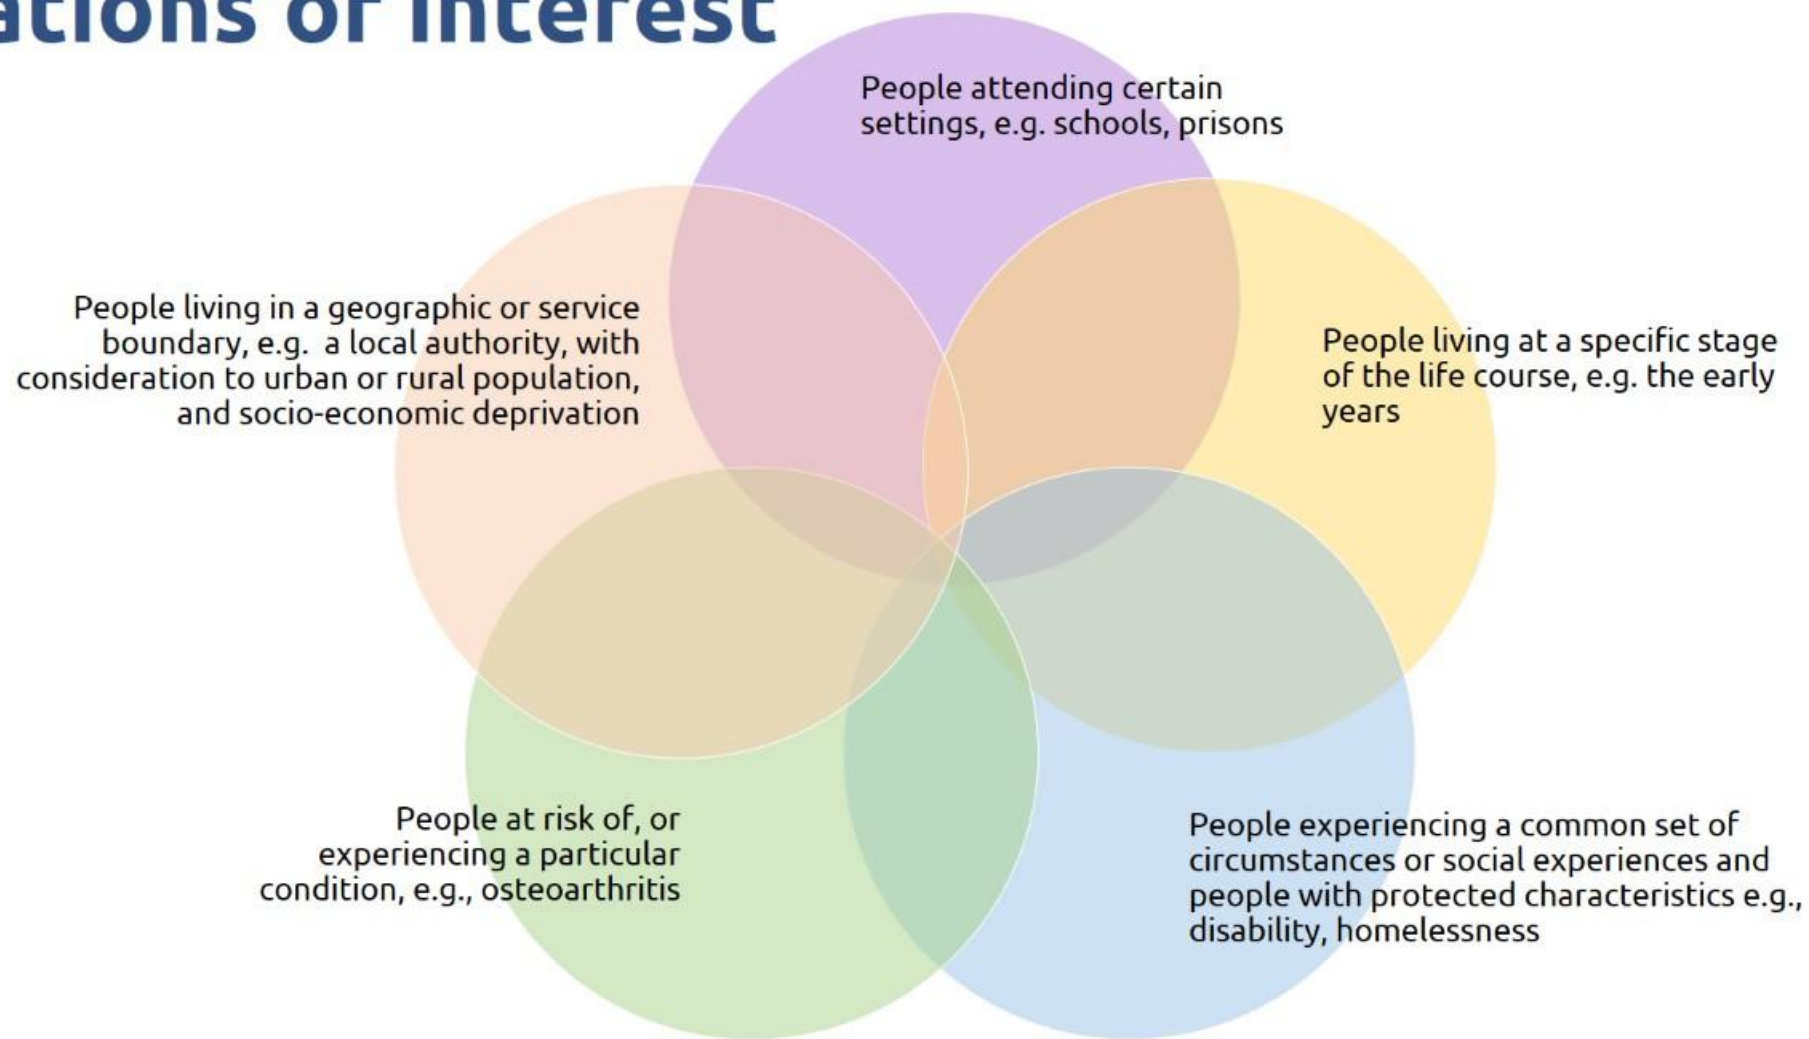 ations of interest
People attending certain
settings, e.g. schools, prisons
People living in a geographic or service
boundary, e.g. a local authority, with
consideration to urban or rural population,
and socio-economic deprivation
People living at a specific stage
of the life course, e.g. the early
years
People at risk of, or
experiencing a particular
condition, e.g., osteoarthritis
People experiencing a common set of
circumstances or social experiences and
people with protected characteristics e.g.,
disability, homelessness